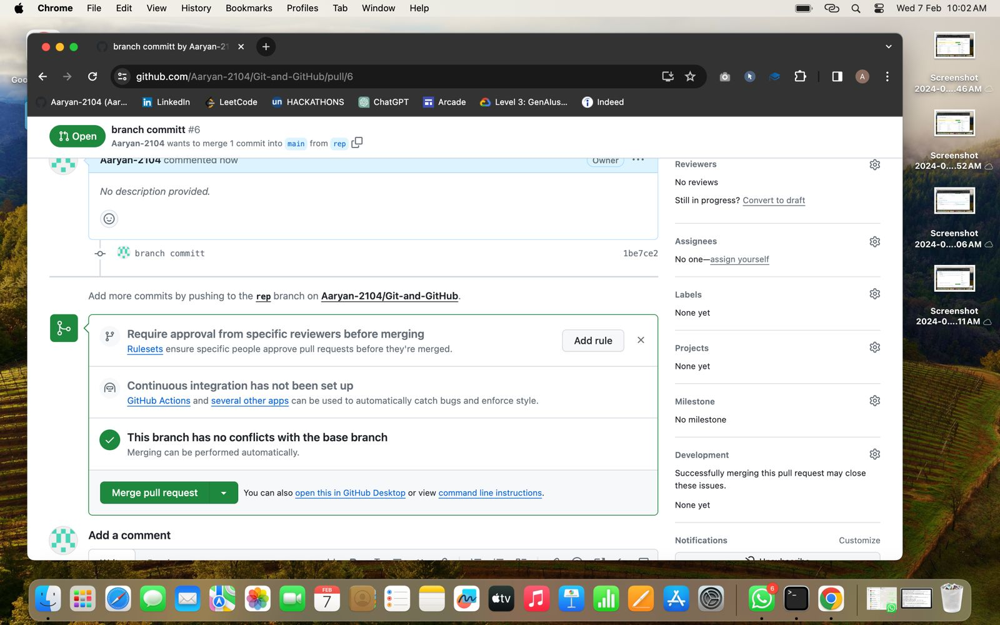 Chrome File Edit View History Bookmarks Profiles Tab Window Help Wed 7 Feb 10:02 AM
branch committ by Aaryan-21
github.com/Aaryan-2104/Git-and-GitHub/pull/6
Aaryan-2104 (Aar... LinkedIn LeetCode un HACKATHONS ChatGPT Arcade Level 3: GenAIus... Indeed
A
Goo
Open
branch committ #6
Aaryan-2104 wants to merge 1 commit into main from rep
Aaryan-2104 commented now Owner
No description provided.
branch committ 1be7ce2
Add more commits by pushing to the rep branch on Aaryan-2104/Git-and-GitHub.
Require approval from specific reviewers before merging
Rulesets ensure specific people approve pull requests before they're merged.
Add rule
Continuous integration has not been set up
GitHub Actions and several other apps can be used to automatically catch bugs and enforce style.
This branch has no conflicts with the base branch
Merging can be performed automatically.
Merge pull request You can also open this in GitHub Desktop or view command line instructions.
Add a comment
Reviewers
No reviews
Still in progress? Convert to draft
Assignees
No one—assign yourself
Labels
None yet
Projects
None yet
Milestone
No milestone
Development
Successfully merging this pull request may close
these issues.
None yet
Notifications Customize
Unsubscribe
Screenshot
2024-0....46 AM
Screenshot
2024-0....52 AM
Screenshot
2024-0....06 AM
Screenshot
2024-0....11 AM
FEB
7
tv
6